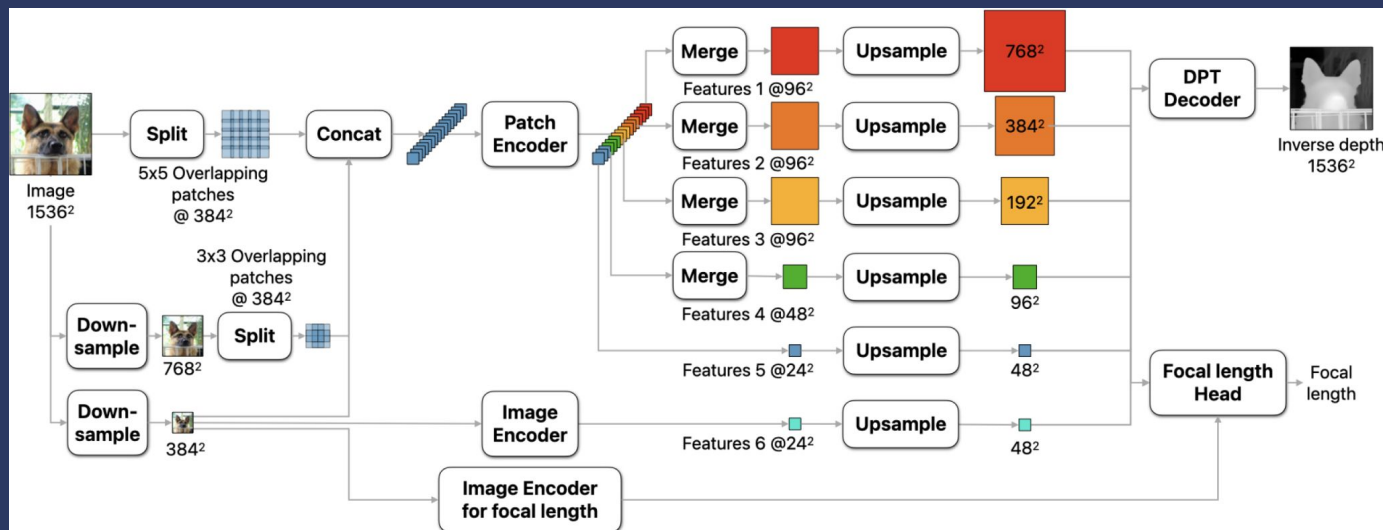 Image
1536²
Split
5x5 Overlapping
patches
@ 384²
Concat
Patch
Encoder
3x3 Overlapping
patches
@ 384²
Down-
sample
768²
Split
Down-
sample
384²
Image
Encoder
Image Encoder
for focal length
Merge
Features 1 @96²
Upsample
768²
Merge
Features 2 @96²
Upsample
384²
Merge
Features 3 @96²
Upsample
192²
Merge
Features 4 @48²
Upsample
96²
Features 5 @24²
Upsample
48²
Features 6 @24²
Upsample
48²
DPT
Decoder
Inverse depth
1536²
Focal length
Head
Focal
length